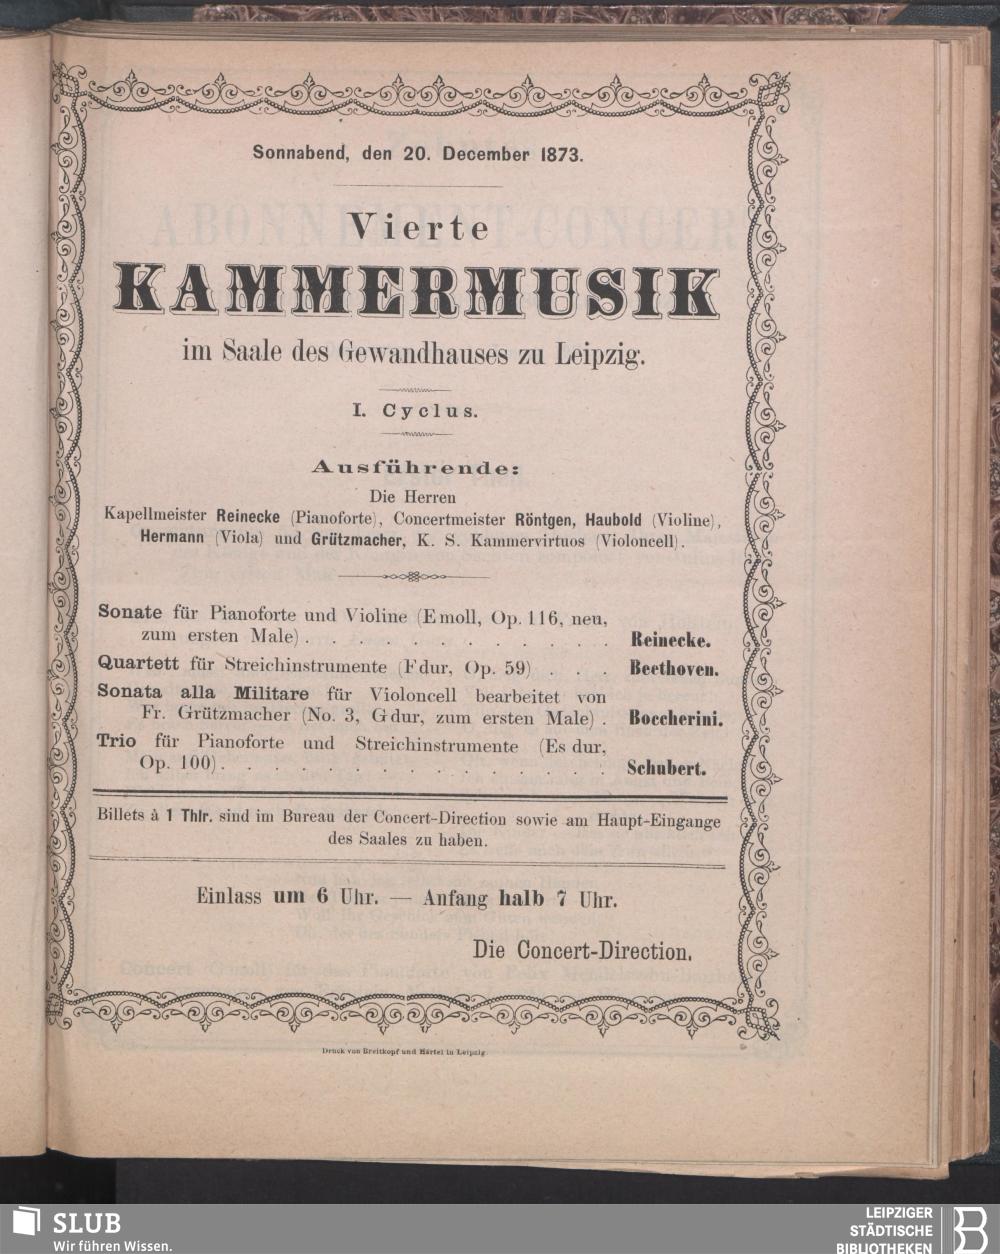 Sonnabend, den 20. December 1873.
Vierte
KAMMERMUSIK
im Saale des Gewandhauses zu Leipzig.
I. Cyclus.
Ausführende:
Die Herren
Kapellmeister Reinecke (Pianoforte), Concertmeister Röntgen, Haubold (Violine),
Hermann (Viola) und Grützmacher, K. S. Kammervirtuos (Violoncell).
Sonate für Pianoforte und Violine (Emoll, Op. 116, neu,
zum ersten Male) . . . . . . . . . . . . Reinecke.
Quartett für Streichinstrumente (Fdur, Op. 59) . . . . Beethoven.
Sonata alla Militare für Violoncell bearbeitet von
Fr. Grützmacher (No. 3, Gdur, zum ersten Male) . Boccherini.
Trio für Pianoforte und Streichinstrumente (Es dur,
Op. 100) . . . . . . . . . . . . . . . Schubert.
Billets à 1 Thlr. sind im Bureau der Concert-Direction sowie am Haupt-Eingange
des Saales zu haben.
Einlass um 6 Uhr. — Anfang halb 7 Uhr.
Die Concert-Direction.
Druck von Breitkopf und Härtel in Leipzig.
SLUB
Wir führen Wissen.
LEIPZIGER
STÄDTISCHE
BIBLIOTHEKEN